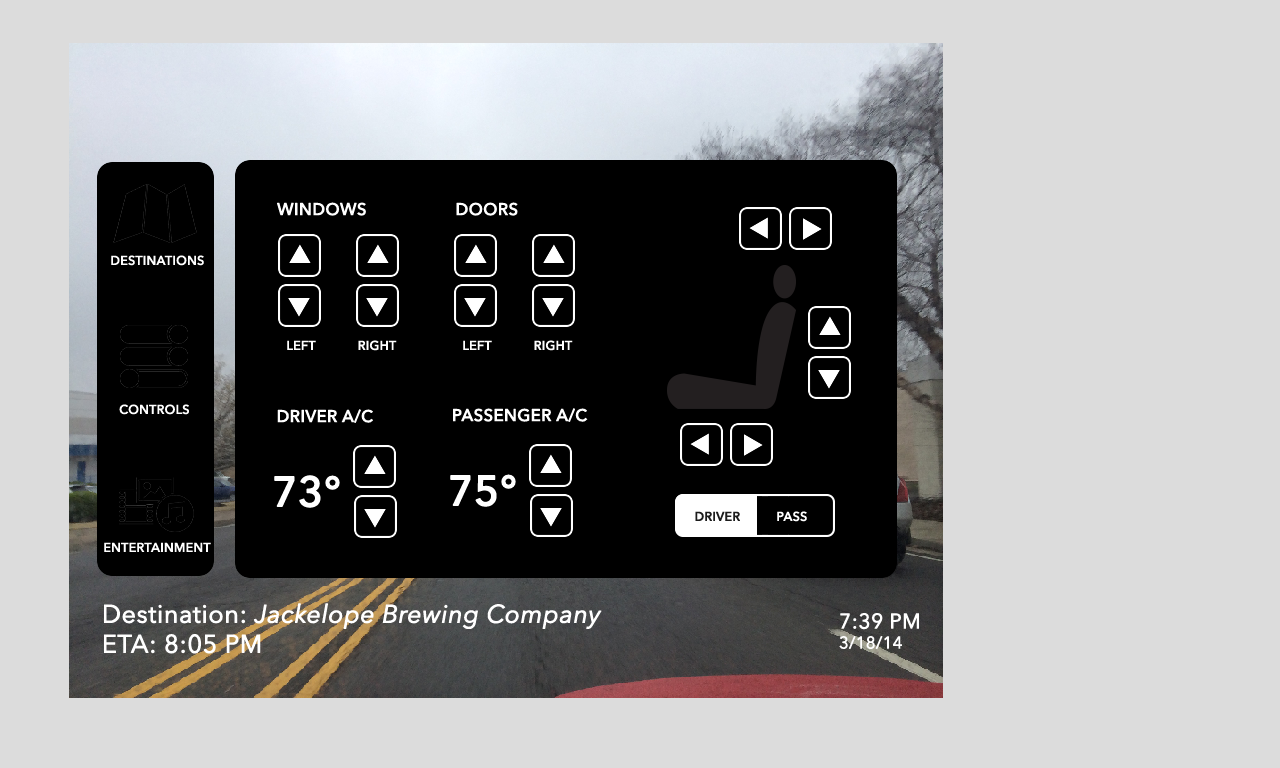 DESTINATIONS
CONTROLS
ENTERTAINMENT
WINDOWS
DOORS
LEFT
RIGHT
LEFT
RIGHT
DRIVER A/C
PASSENGER A/C
73°
75°
DRIVER
PASS
Destination: Jackelope Brewing Company
ETA: 8:05 PM
7:39 PM
3/18/14